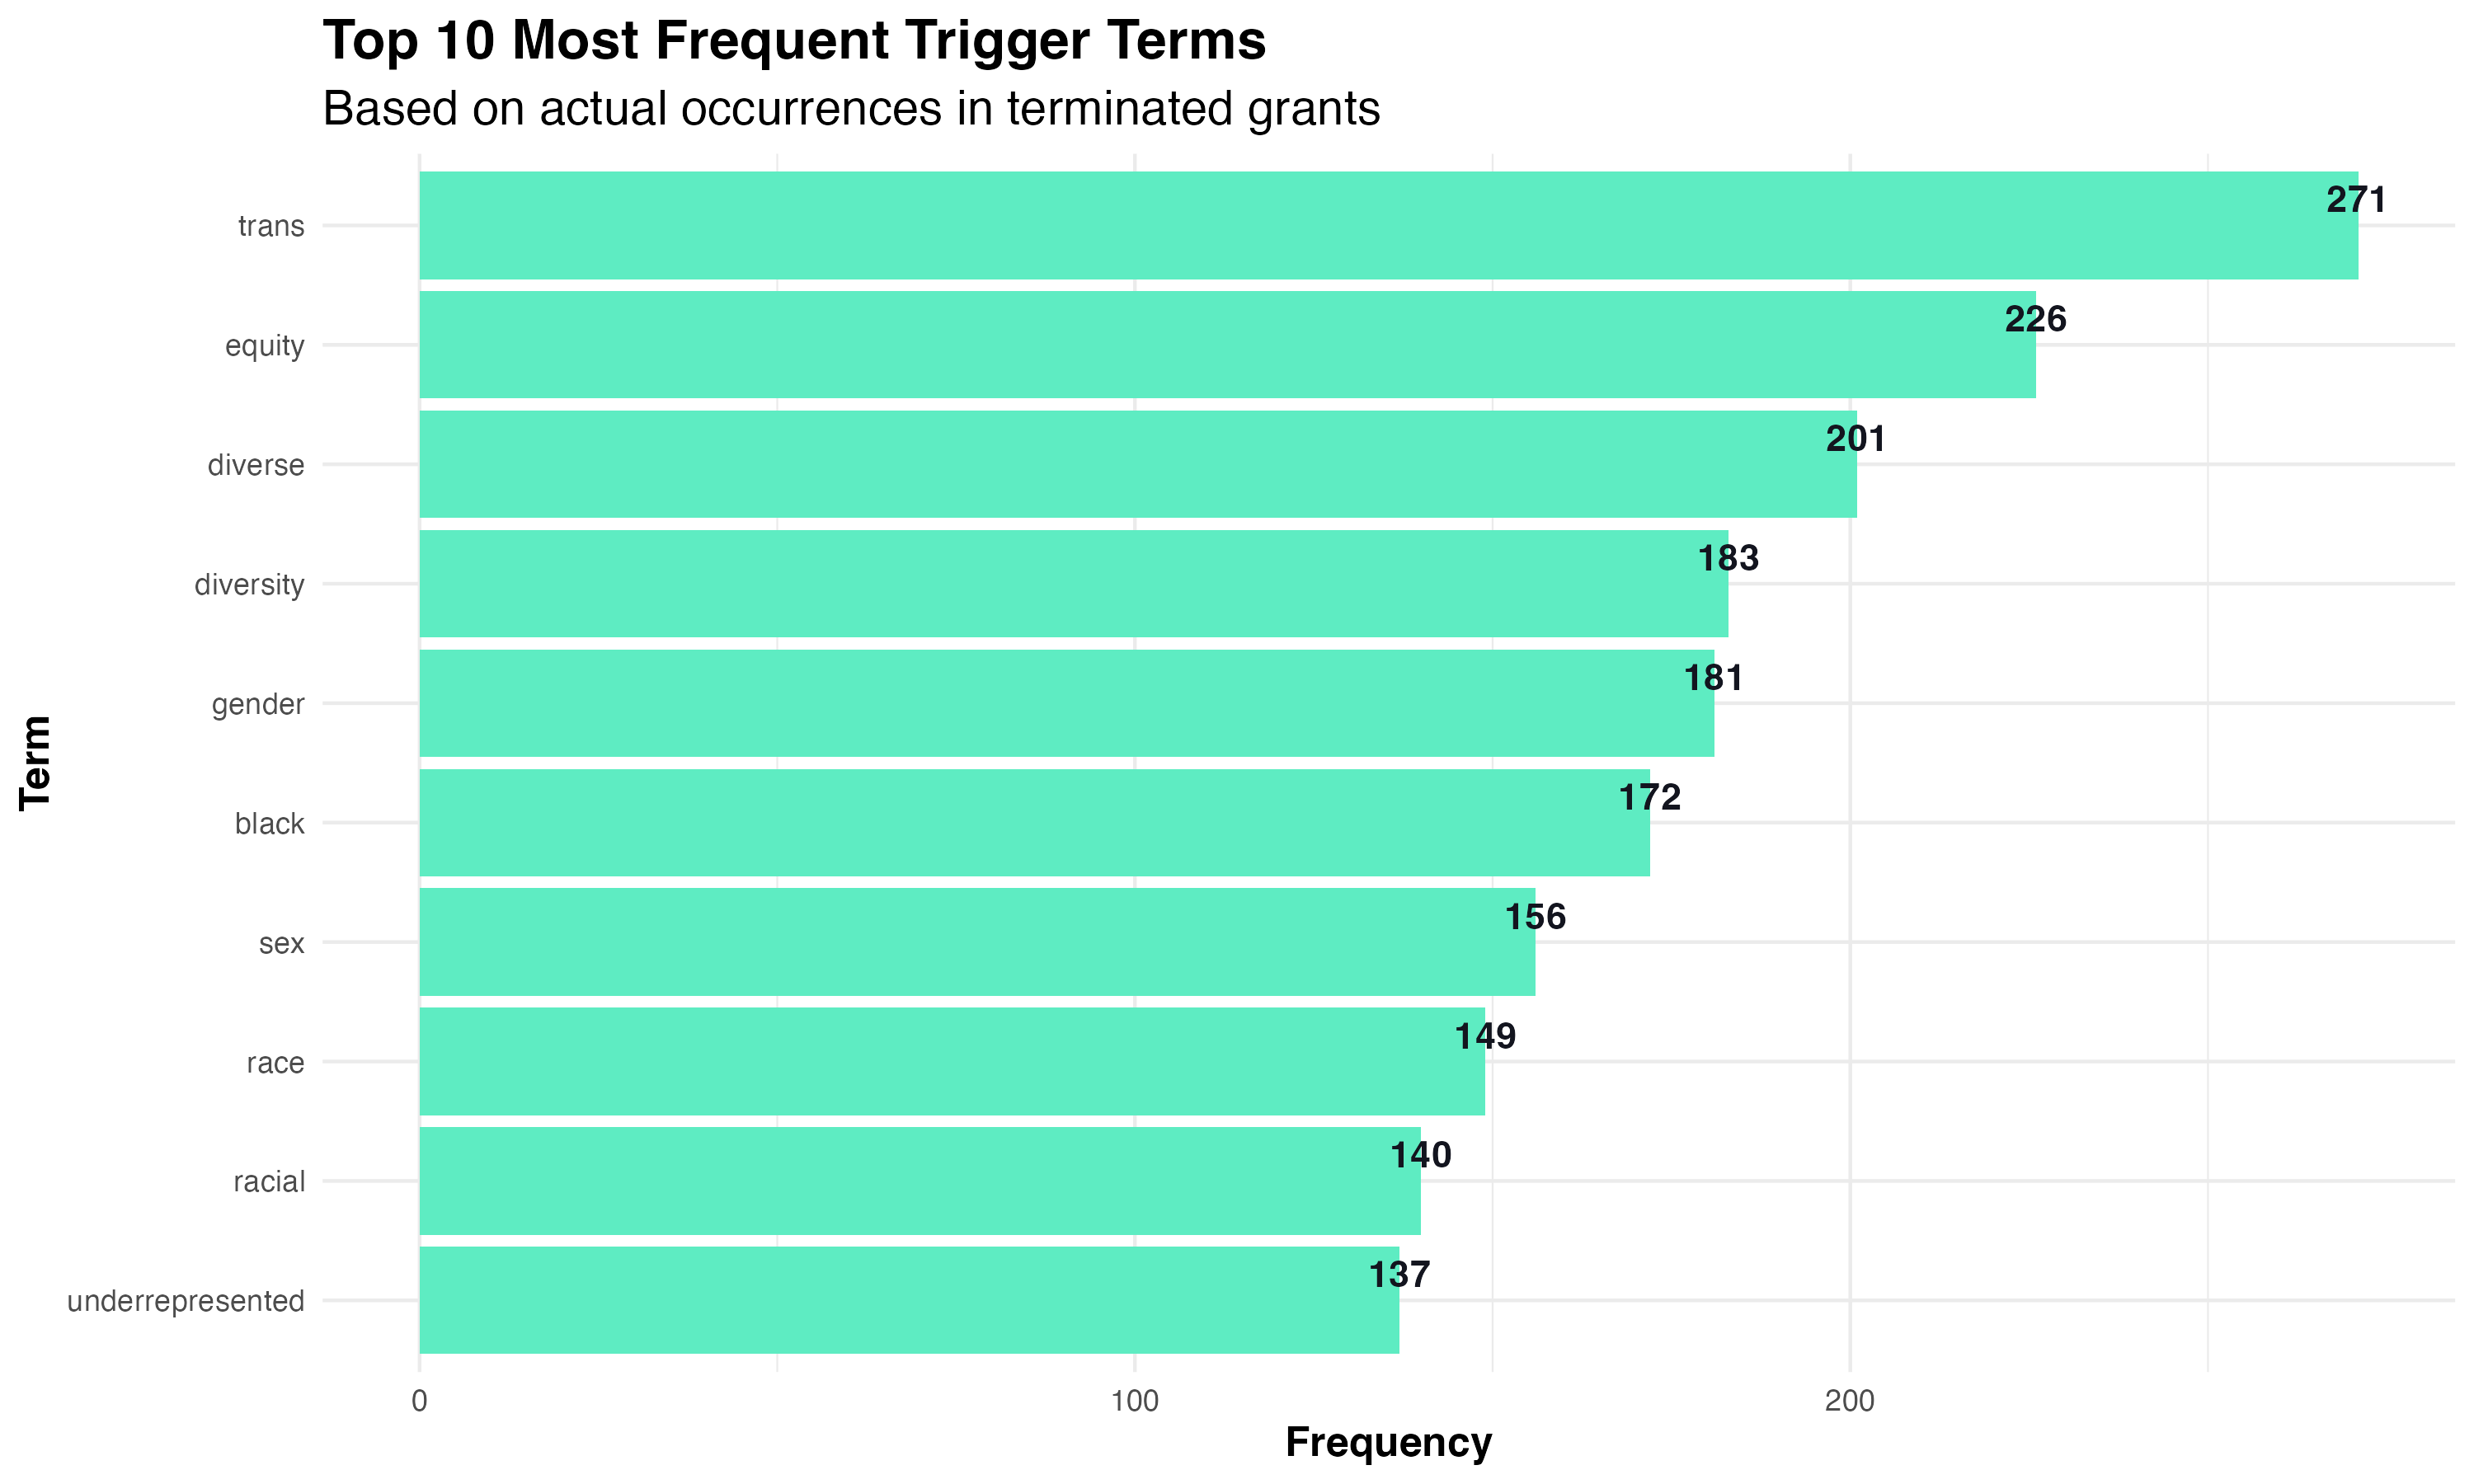 Top 10 Most Frequent Trigger Terms
Based on actual occurrences in terminated grants
trans
271
equity
226
diverse
201
diversity
183
gender
181
black
172
sex
156
race
149
racial
140
underrepresented
137
Term
0
100
200
Frequency